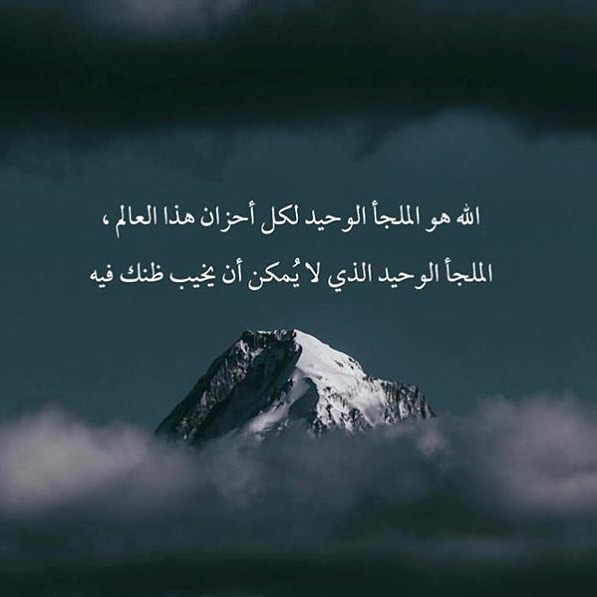 الله هو الملجأ الوحيد لكل أحزان هذا العالم ،
الملجأ الوحيد الذي لا يُمكن أن يخيب ظنك فيه